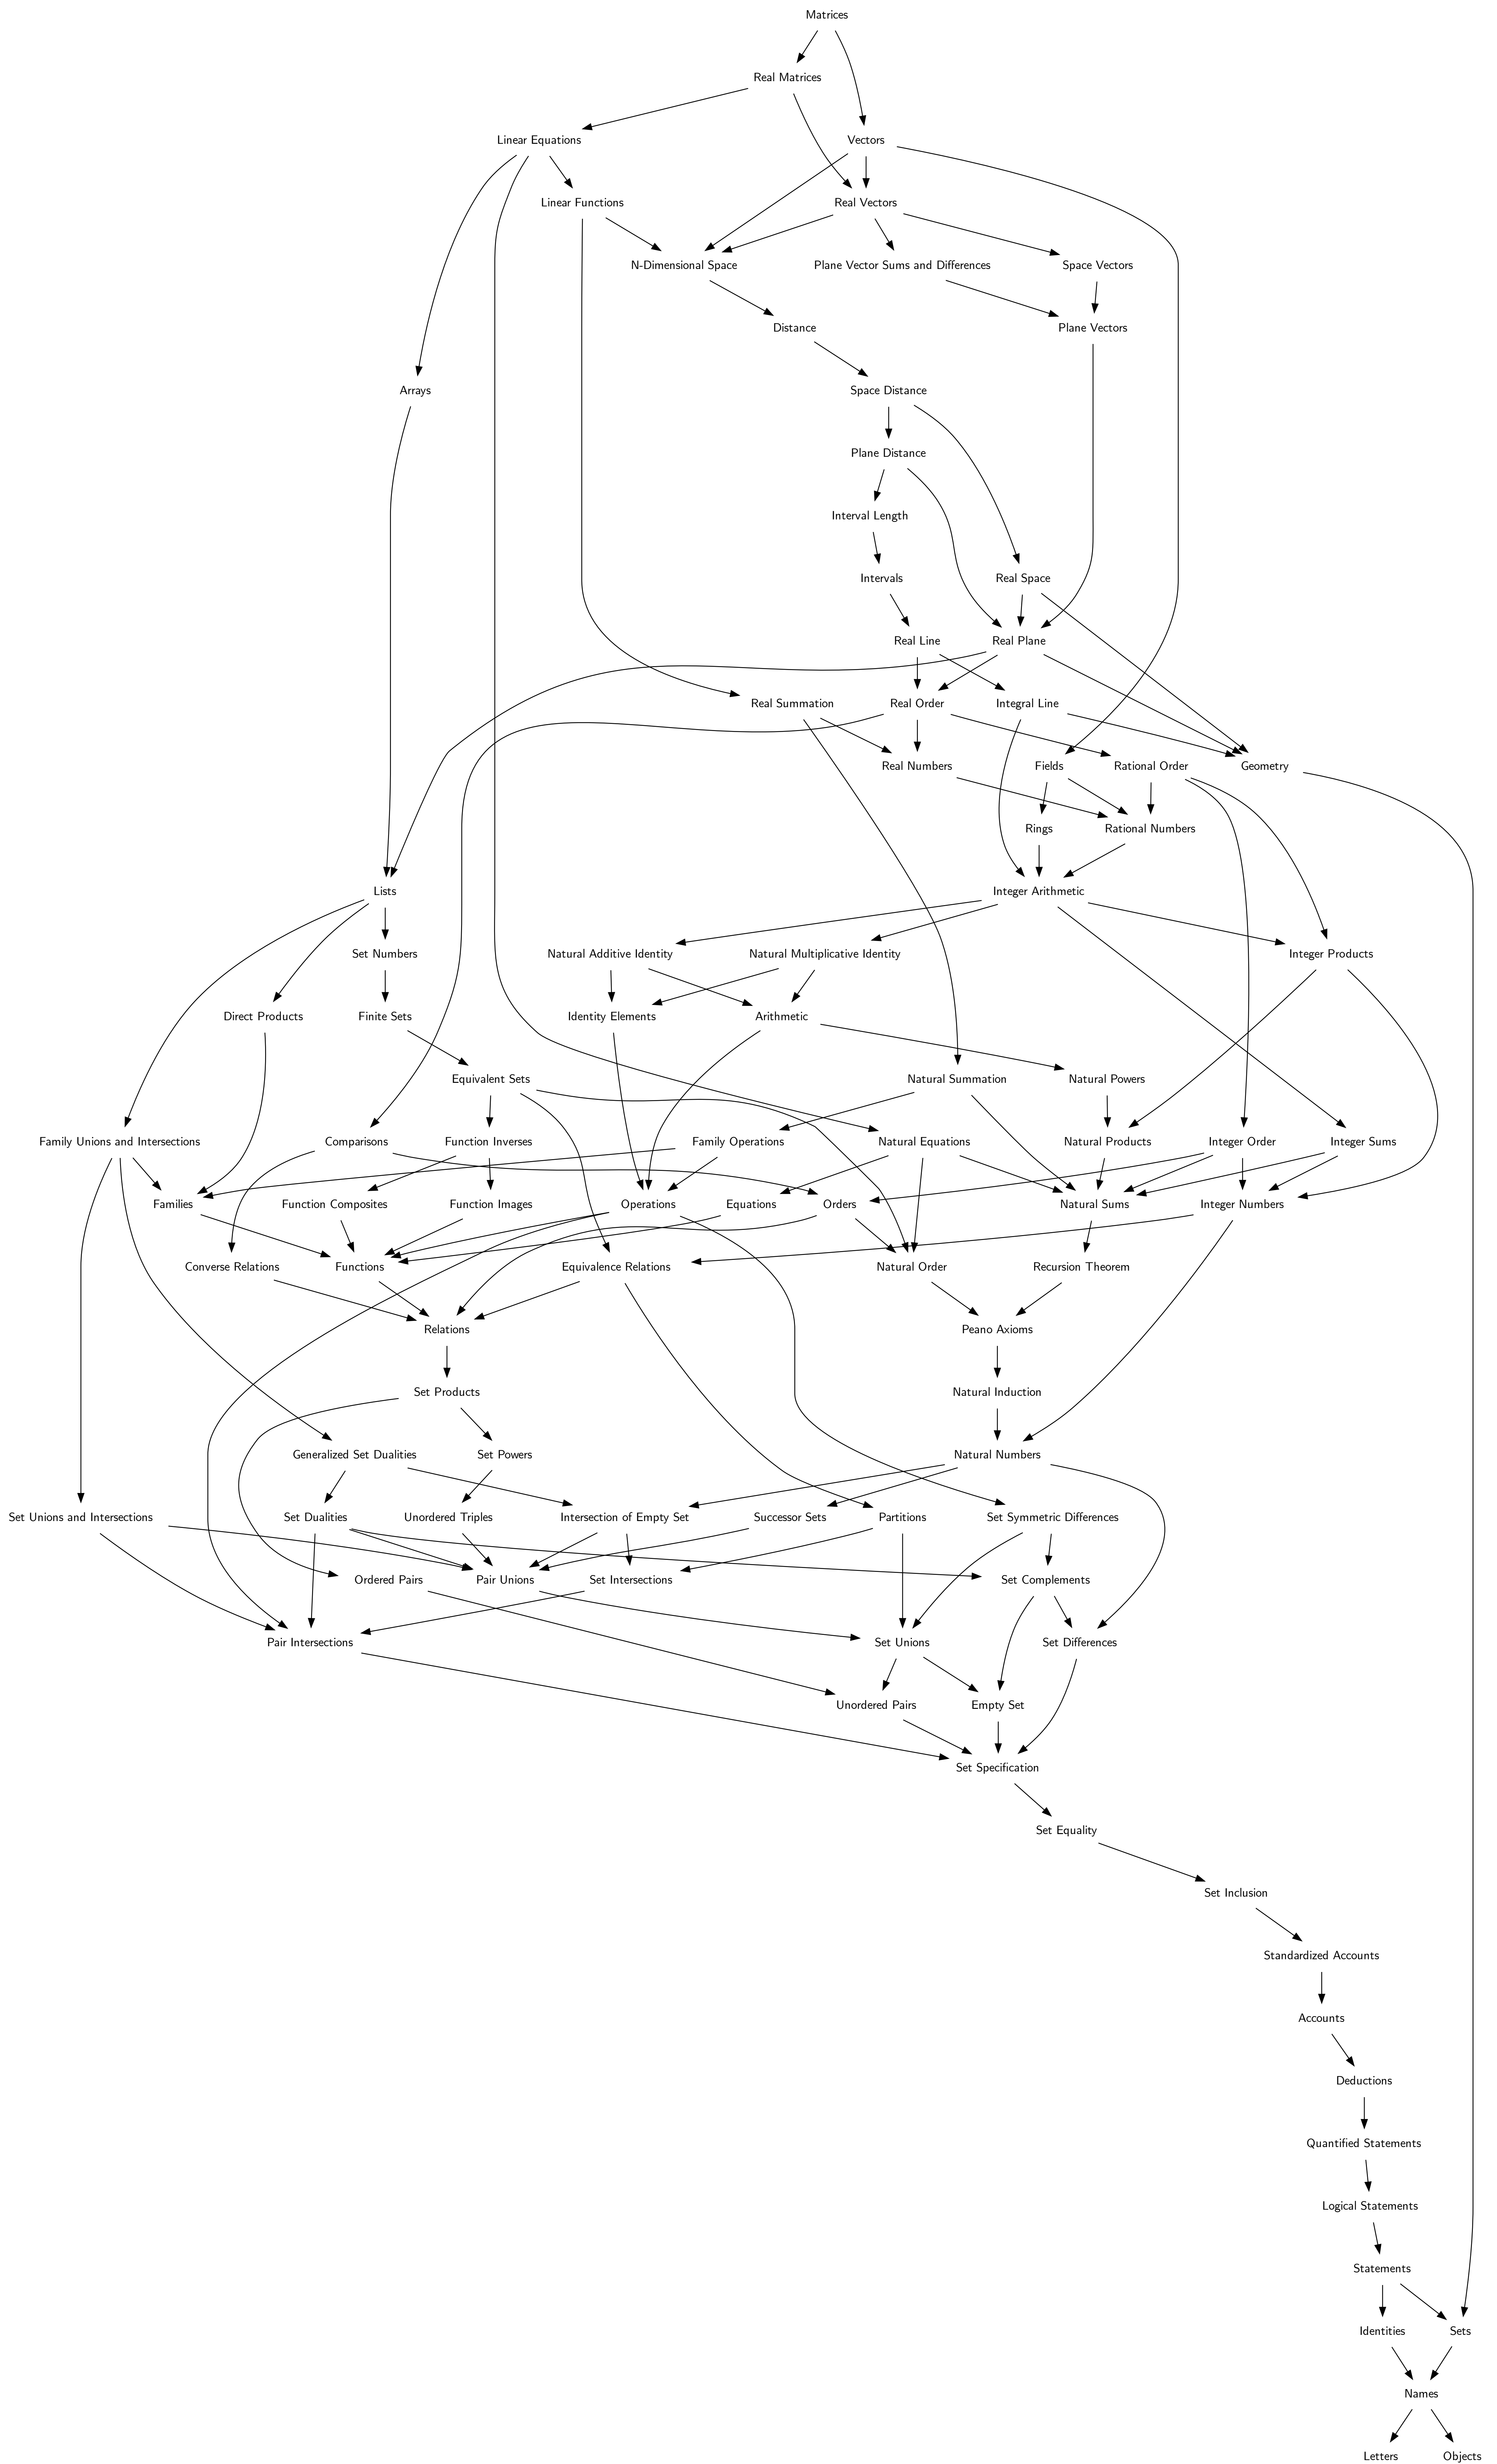 Matrices
Real Matrices
Linear Equations
Vectors
Linear Functions
Real Vectors
N-Dimensional Space
Plane Vector Sums and Differences
Space Vectors
Distance
Plane Vectors
Arrays
Space Distance
Plane Distance
Interval Length
Intervals
Real Space
Real Line
Real Plane
Real Summation
Real Order
Integral Line
Real Numbers
Fields
Rational Order
Geometry
Rings
Rational Numbers
Lists
Integer Arithmetic
Set Numbers
Natural Additive Identity
Natural Multiplicative Identity
Integer Products
Direct Products
Finite Sets
Identity Elements
Arithmetic
Equivalent Sets
Natural Summation
Natural Powers
Family Unions and Intersections
Comparisons
Function Inverses
Family Operations
Natural Equations
Natural Products
Integer Order
Integer Sums
Families
Function Composites
Function Images
Operations
Equations
Orders
Natural Sums
Integer Numbers
Converse Relations
Functions
Equivalence Relations
Natural Order
Recursion Theorem
Relations
Peano Axioms
Set Products
Natural Induction
Generalized Set Dualities
Set Powers
Natural Numbers
Set Unions and Intersections
Set Dualities
Unordered Triples
Intersection of Empty Set
Successor Sets
Partitions
Set Symmetric Differences
Ordered Pairs
Pair Unions
Set Intersections
Set Complements
Pair Intersections
Set Unions
Set Differences
Unordered Pairs
Empty Set
Set Specification
Set Equality
Set Inclusion
Standardized Accounts
Accounts
Deductions
Quantified Statements
Logical Statements
Statements
Identities
Sets
Names
Letters
Objects